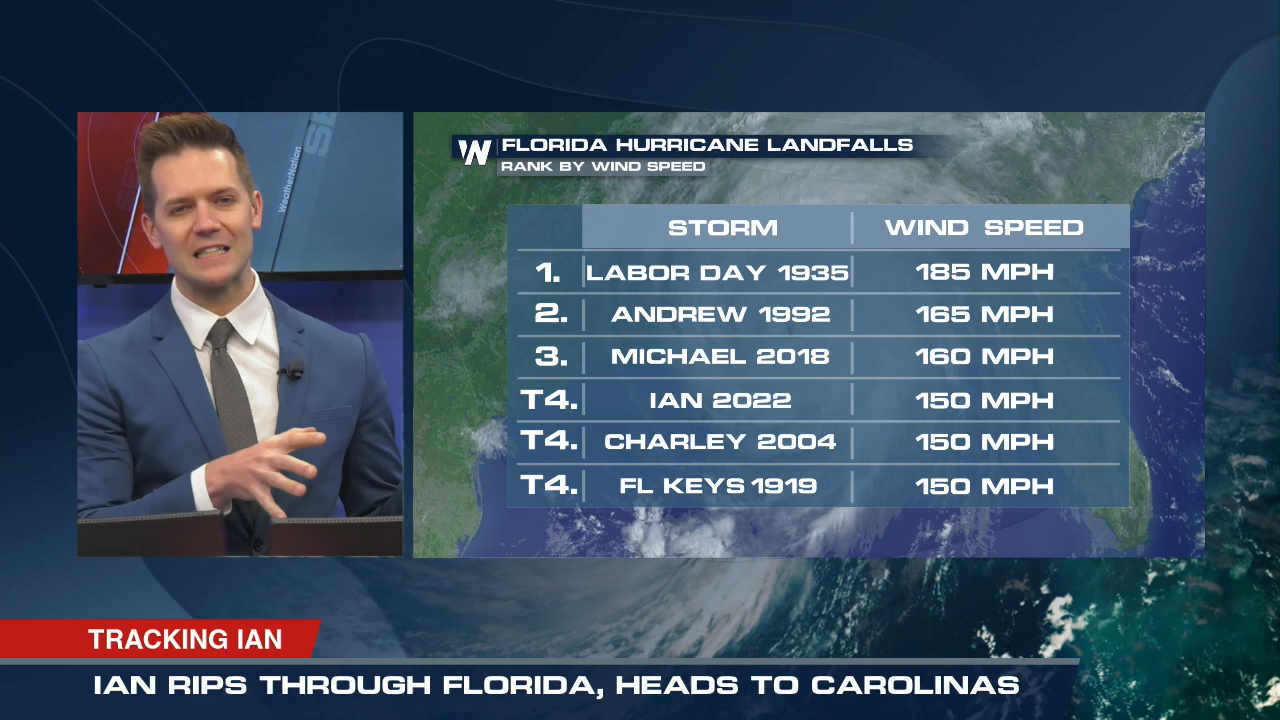 WeatherNation
W FLORIDA HURRICANE LANDFALLS
RANK BY WIND SPEED
STORM WIND SPEED
1. LABOR DAY 1935 185 MPH
2. ANDREW 1992 165 MPH
3. MICHAEL 2018 160 MPH
T4. IAN 2022 150 MPH
T4. CHARLEY 2004 150 MPH
T4. FL KEYS 1919 150 MPH
TRACKING IAN
IAN RIPS THROUGH FLORIDA, HEADS TO CAROLINAS